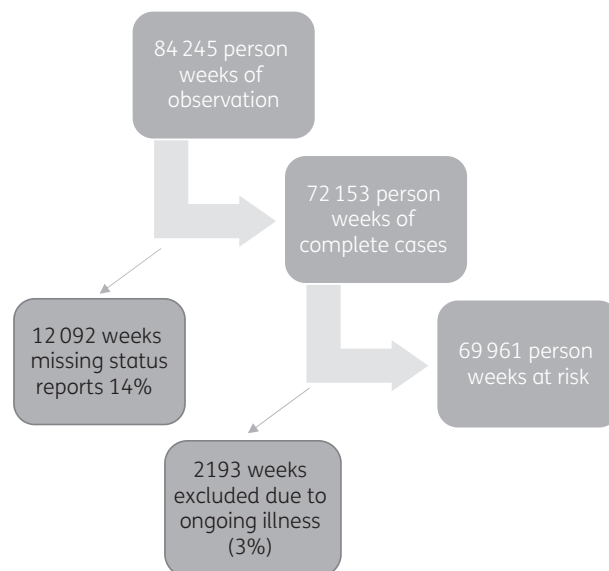 84 245 person
weeks of
observation
72 153 person
weeks of
complete cases
12 092 weeks
missing status
reports 14%
69 961 person
weeks at risk
2193 weeks
excluded due to
ongoing illness
(3%)